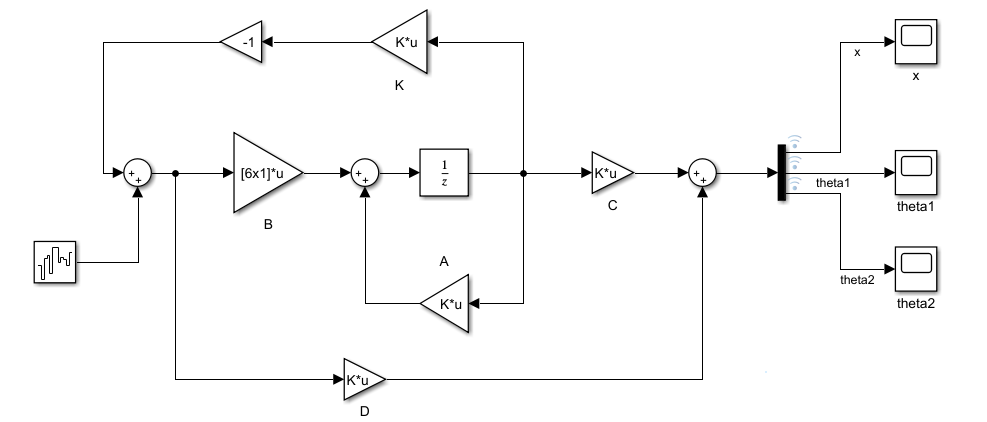 -1
K*u
K
x
x
+
+
[6x1]*u
B
+
+
1
z
K*u
C
+
+
theta1
theta1
A
K*u
theta2
theta2
K*u
D